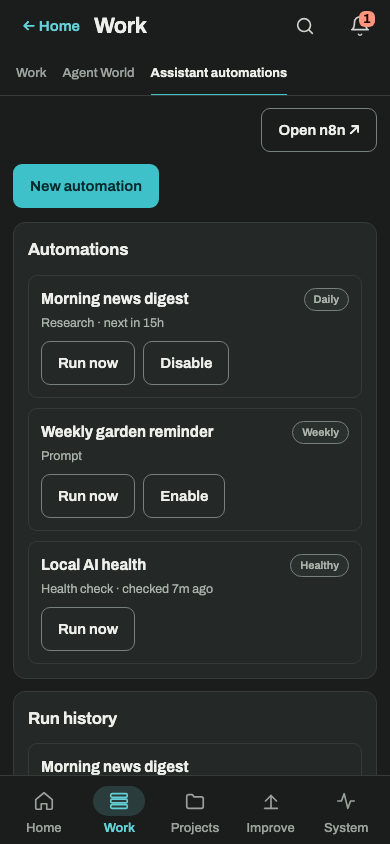 ← Home Work 1
Work Agent World Assistant automations
Open n8n ↗
New automation
Automations
Morning news digest Daily
Research · next in 15h
Run now Disable
Weekly garden reminder Weekly
Prompt
Run now Enable
Local AI health Healthy
Health check · checked 7m ago
Run now
Run history
Morning news digest
Home Work Projects Improve System